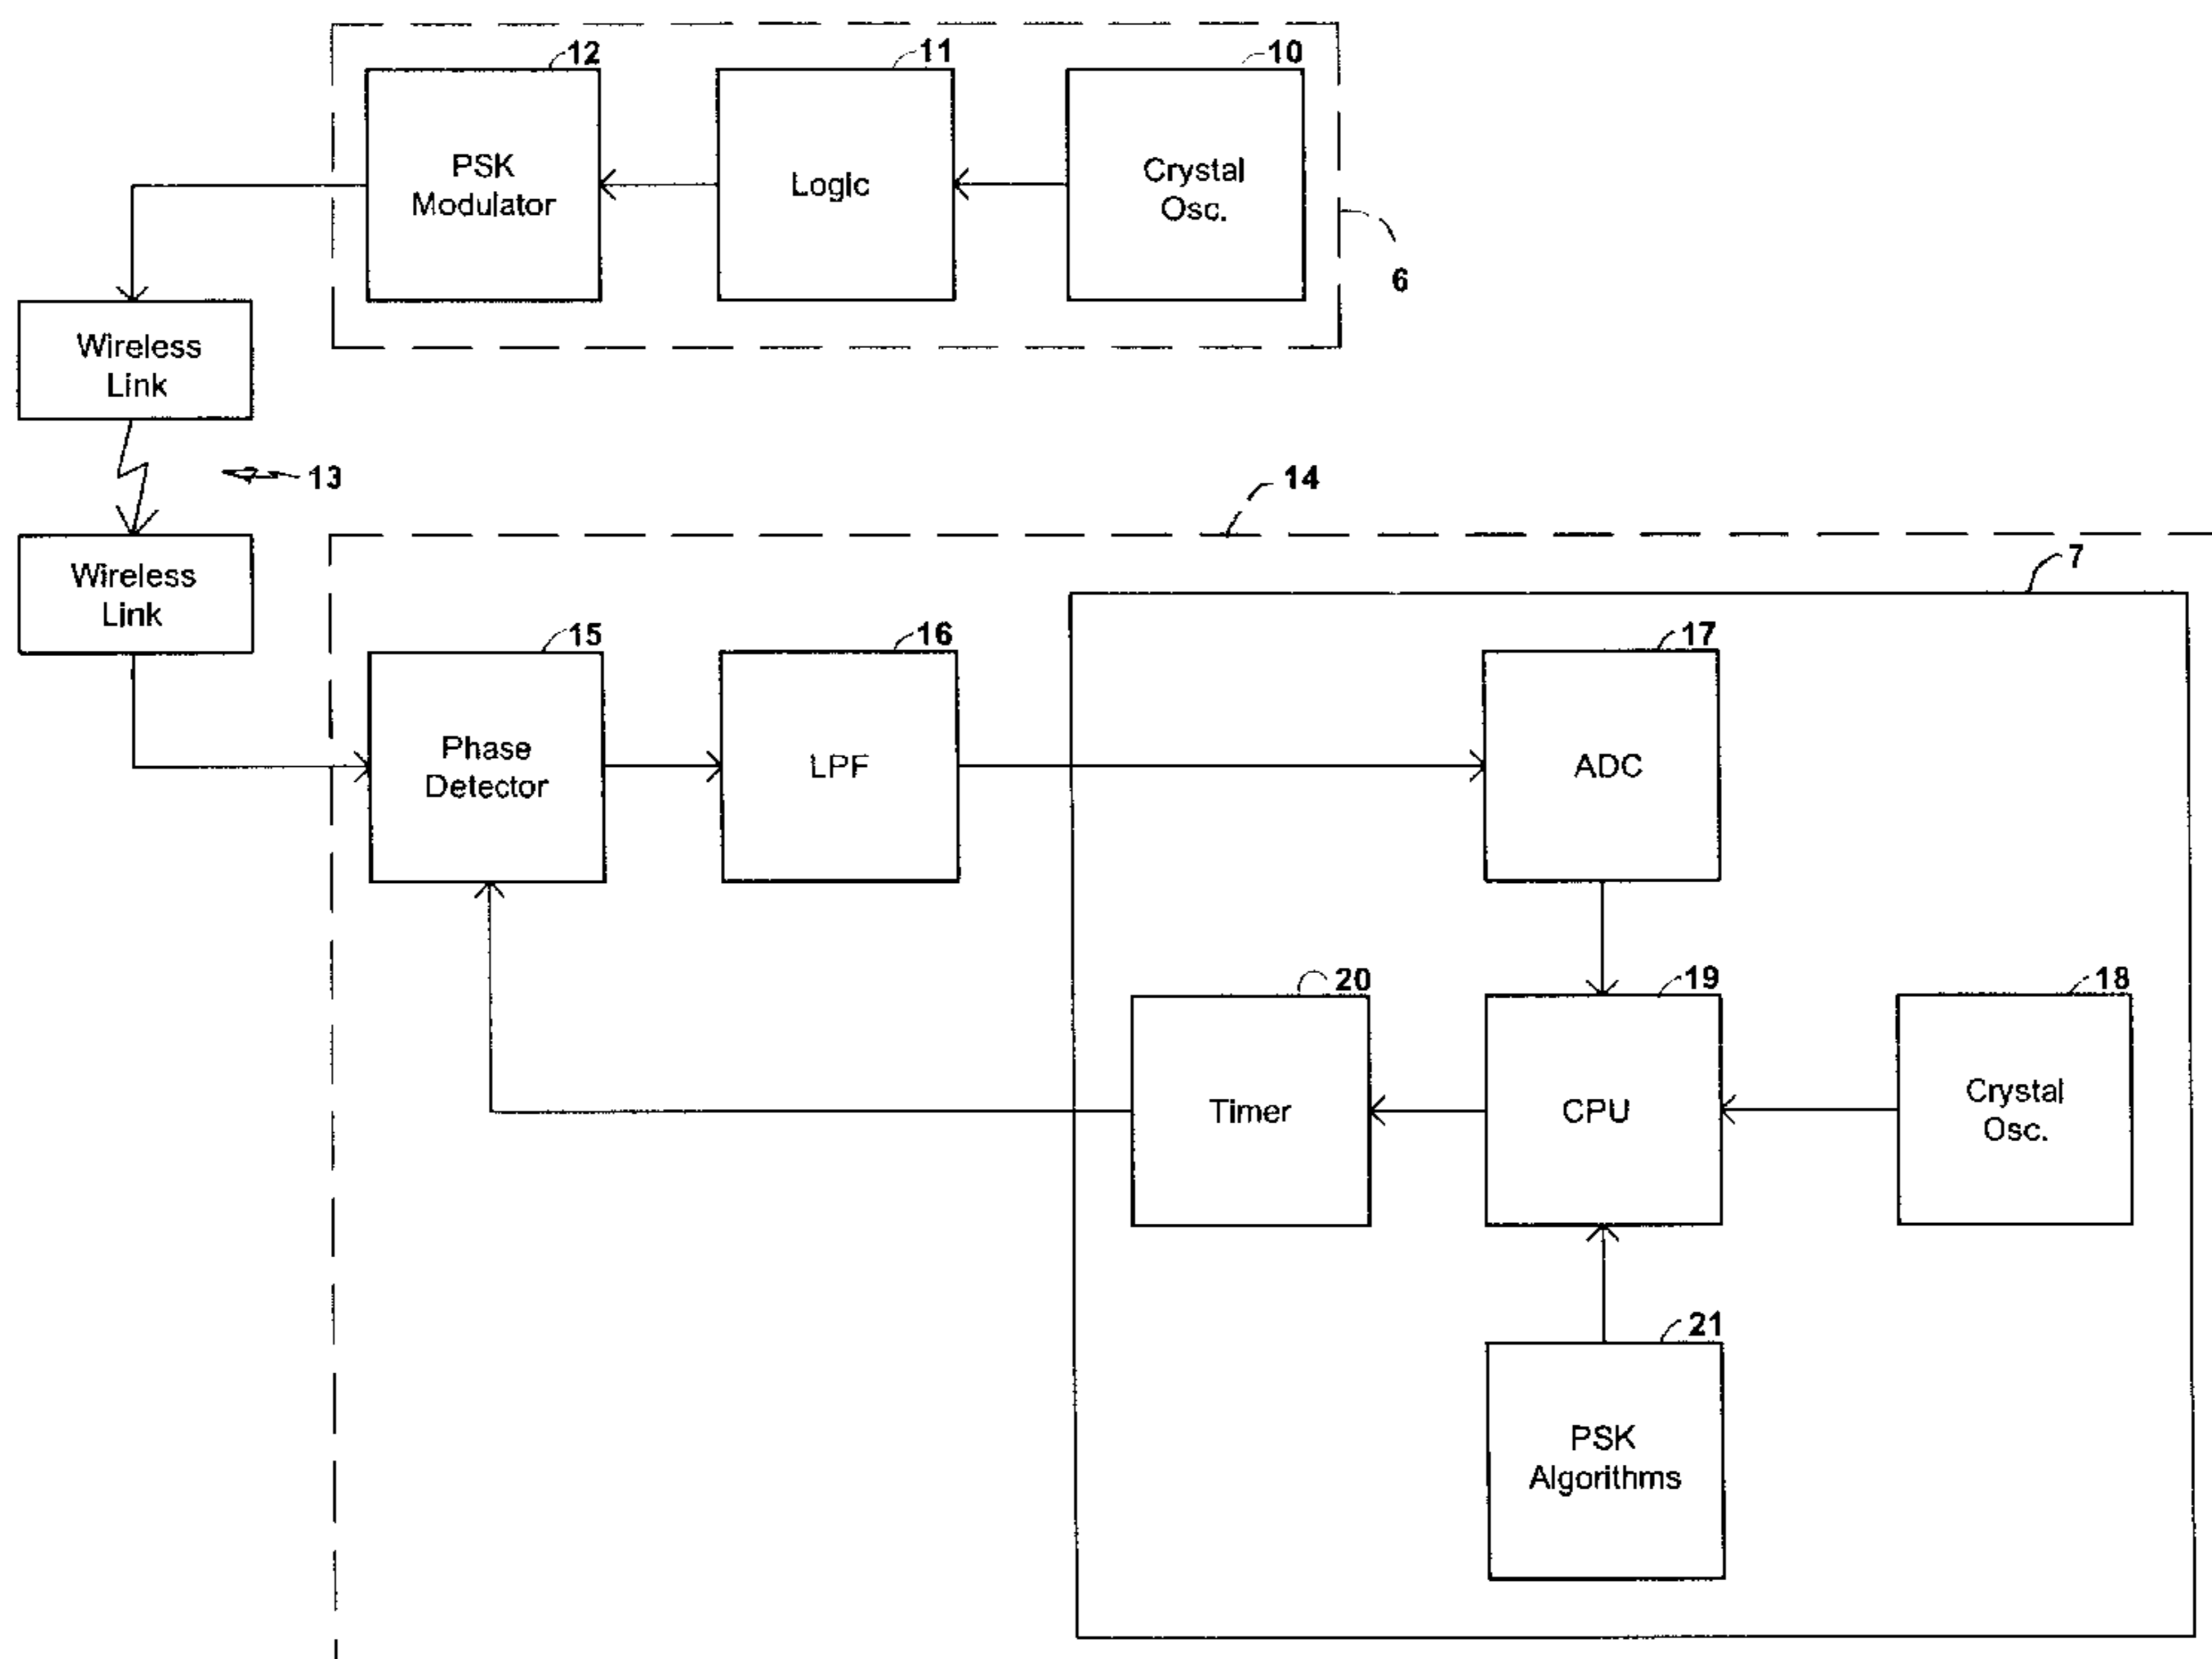 12
11
10
PSK
Modulator
Logic
Crystal
Osc.
6
Wireless
Link
13
14
Wireless
Link
7
15
16
17
Phase
Detector
LPF
ADC
20
19
18
Timer
CPU
Crystal
Osc.
21
PSK
Algorithms